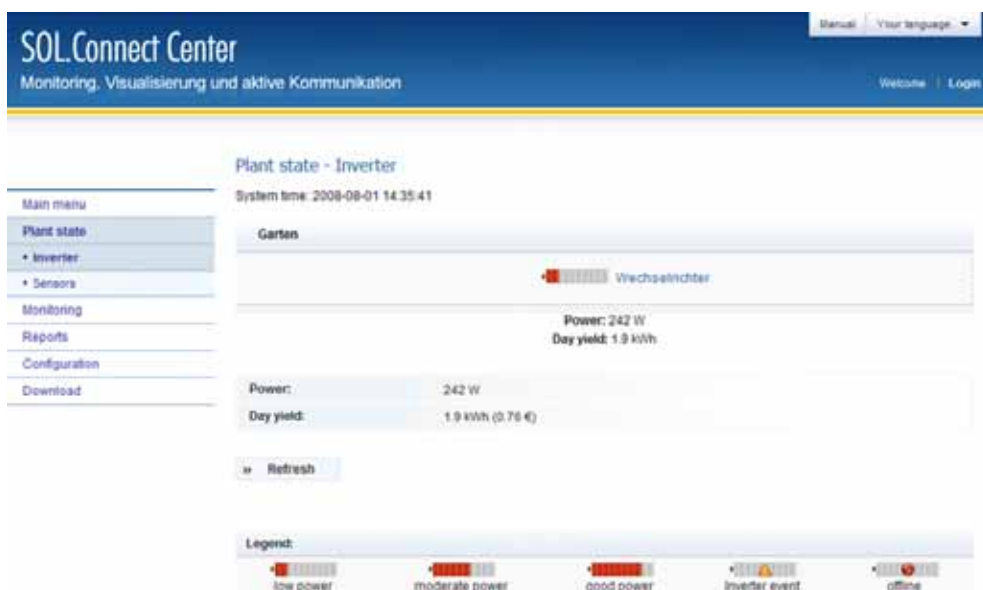 Manual Your language
SOL.Connect Center
Monitoring, Visualisierung und aktive Kommunikation
Welcome | Login
Plant state - Inverter
System time: 2008-08-01 14:35:41
Main menu
Plant state
• Inverter
• Sensors
Monitoring
Reports
Configuration
Download
Garten
Wechselrichter
Power: 242 W
Day yield: 1.9 kWh
Power: 242 W
Day yield: 1.9 kWh (0.76 €)
» Refresh
Legend:
low power moderate power good power inverter event offline